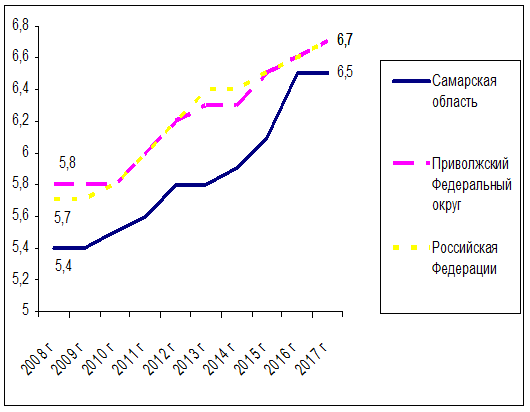 6,8
6,6
6,4
6,2
6
5,8
5,6
5,4
5,2
5
5,8
5,7
5,4
6,7
6,5
2008 г
2009 г
2010 г
2011 г
2012 г
2013 г
2014 г
2015 г
2016 г
2017 г
Самарская
область
Приволжский
Федеральный
округ
Российская
Федерации